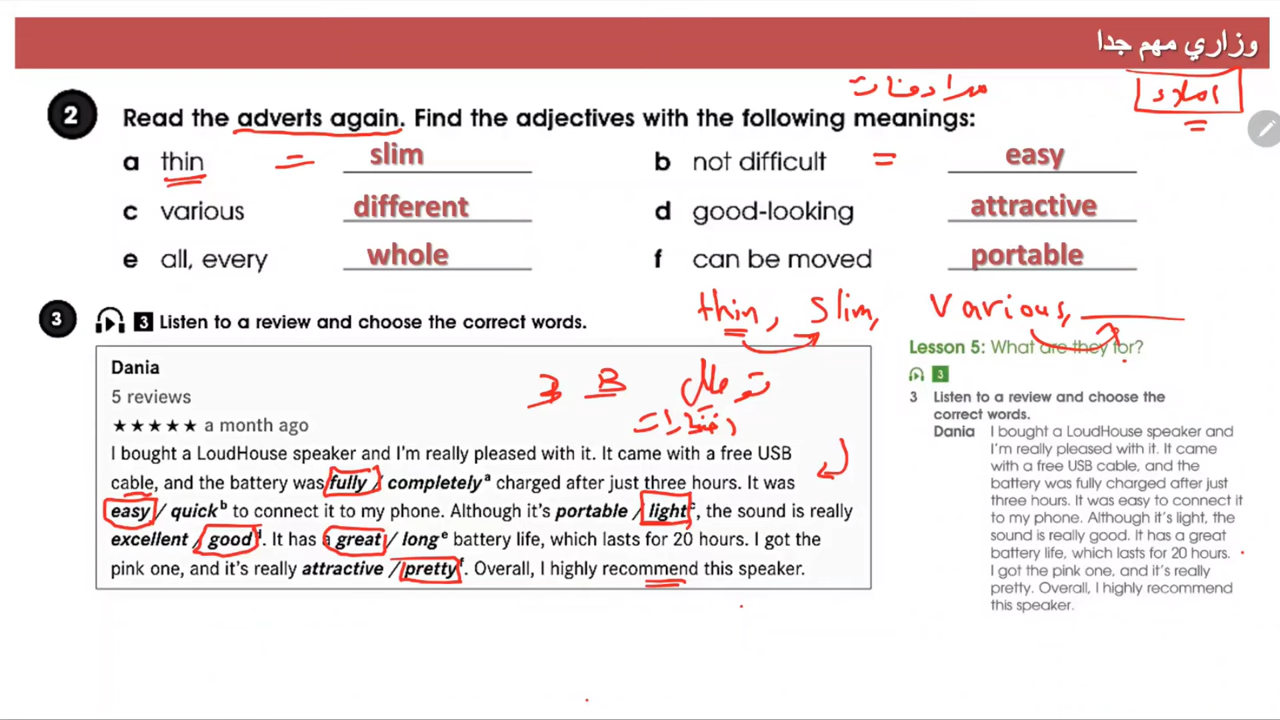 وزاري مهم جدا
املاء
مرادفات
2 Read the adverts again. Find the adjectives with the following meanings:
a thin = slim
b not difficult = easy
c various different
d good-looking attractive
e all, every whole
f can be moved portable
thin, Slim, Various, ________
3 3 Listen to a review and choose the correct words.
Dania
5 reviews
★★★★★ a month ago
B
اختيارات
I bought a LoudHouse speaker and I'm really pleased with it. It came with a free USB
cable, and the battery was fully / completelyᵃ charged after just three hours. It was
easy / quickᵇ to connect it to my phone. Although it's portable / lightᶜ, the sound is really
excellent / goodᵈ. It has a great / longᵉ battery life, which lasts for 20 hours. I got the
pink one, and it's really attractive / prettyᶠ. Overall, I highly recommend this speaker.
Lesson 5: What are they for?
3
3 Listen to a review and choose the
correct words.
Dania I bought a LoudHouse speaker and
I'm really pleased with it. It came
with a free USB cable, and the
battery was fully charged after just
three hours. It was easy to connect it
to my phone. Although it's light, the
sound is really good. It has a great
battery life, which lasts for 20 hours.
I got the pink one, and it's really
pretty. Overall, I highly recommend
this speaker.